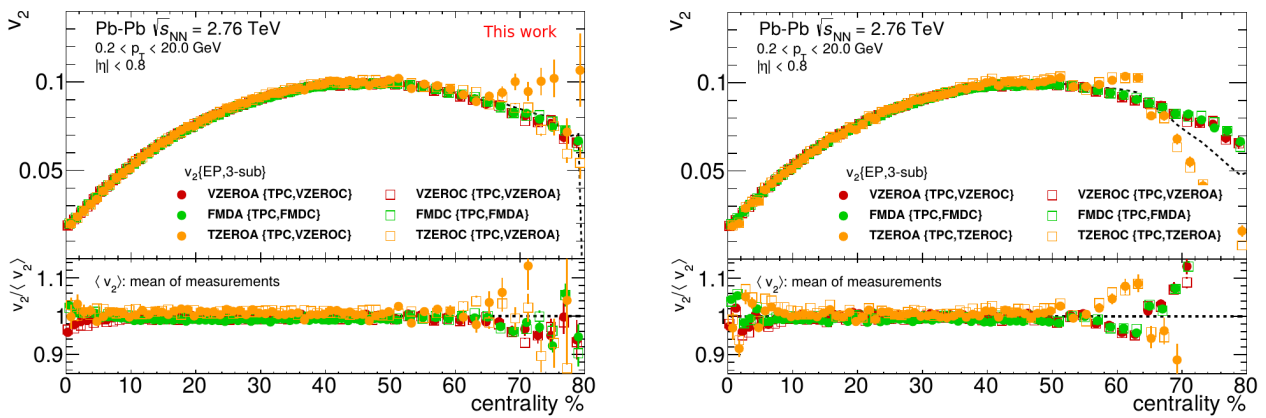 v2
Pb-Pb √sNN = 2.76 TeV
This work
0.2 < pT < 20.0 GeV
|η| < 0.8
0.1
0.05
v2{EP,3-sub}
VZEROA {TPC,VZEROC} VZEROC {TPC,VZEROA}
FMDA {TPC,FMDC} FMDC {TPC,FMDA}
TZEROA {TPC,VZEROC} TZEROC {TPC,VZEROA}
v2/⟨ v2⟩
1.1
⟨ v2⟩: mean of measurements
1
0.9
0 10 20 30 40 50 60 70 80
centrality %
v2
Pb-Pb √sNN = 2.76 TeV
0.2 < pT < 20.0 GeV
|η| < 0.8
0.1
0.05
v2{EP,3-sub}
VZEROA {TPC,VZEROC} VZEROC {TPC,VZEROA}
FMDA {TPC,FMDC} FMDC {TPC,FMDA}
TZEROA {TPC,TZEROC} TZEROC {TPC,TZEROA}
v2/⟨ v2⟩
1.1
⟨ v2⟩: mean of measurements
1
0.9
0 10 20 30 40 50 60 70 80
centrality %